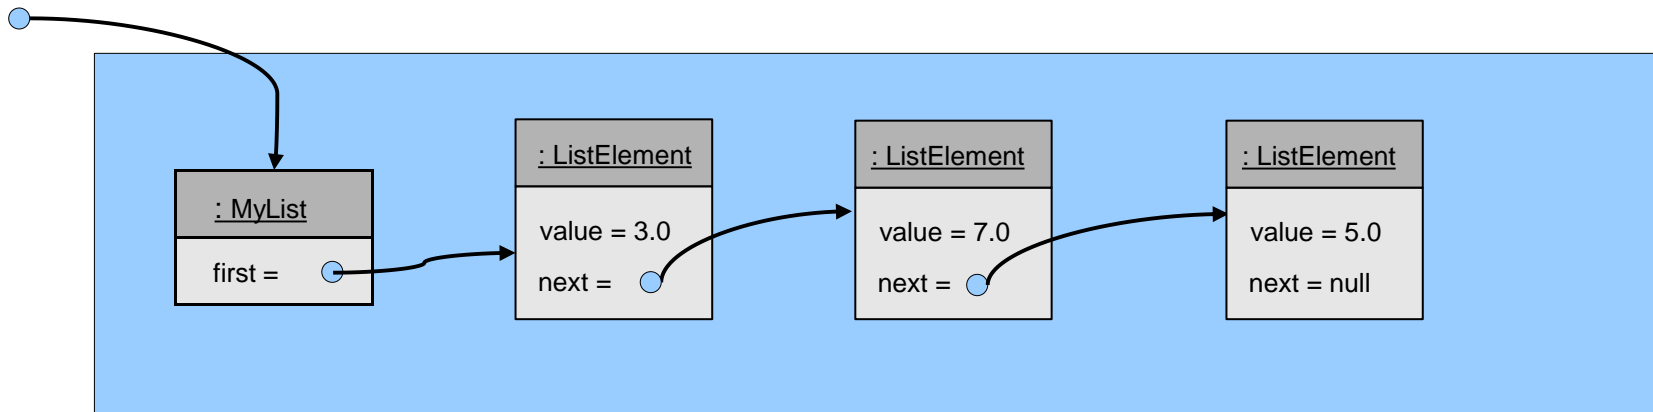 : MyList
first =
: ListElement
value = 3.0
next =
: ListElement
value = 7.0
next =
: ListElement
value = 5.0
next = null